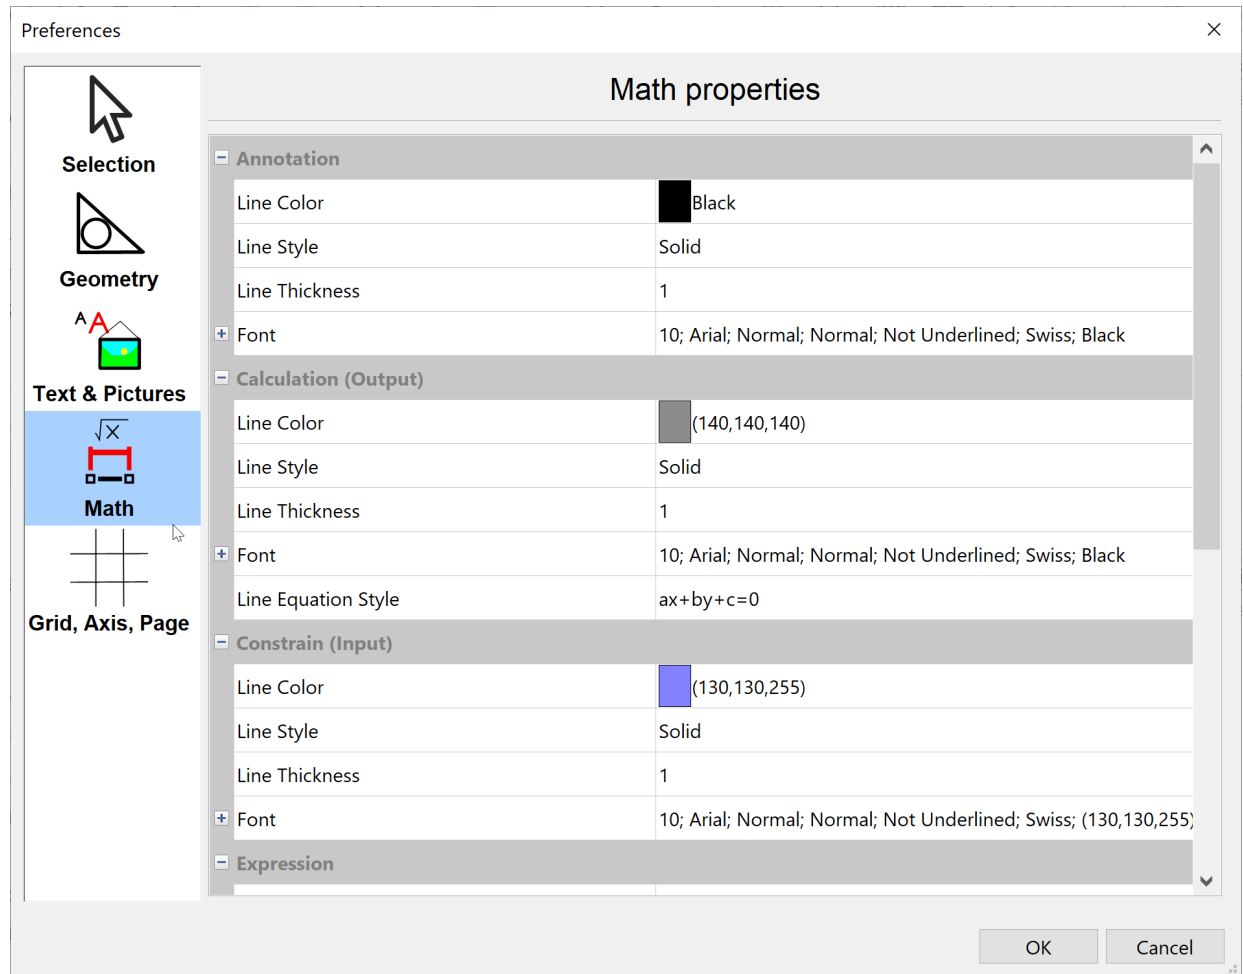 Preferences
Math properties
Selection
Geometry
A A
Text & Pictures
√X
Math
Grid, Axis, Page
Annotation
Line Color Black
Line Style Solid
Line Thickness 1
Font 10; Arial; Normal; Normal; Not Underlined; Swiss; Black
Calculation (Output)
Line Color (140,140,140)
Line Style Solid
Line Thickness 1
Font 10; Arial; Normal; Normal; Not Underlined; Swiss; Black
Line Equation Style ax+by+c=0
Constrain (Input)
Line Color (130,130,255)
Line Style Solid
Line Thickness 1
Font 10; Arial; Normal; Normal; Not Underlined; Swiss; (130,130,255)
Expression
OK Cancel